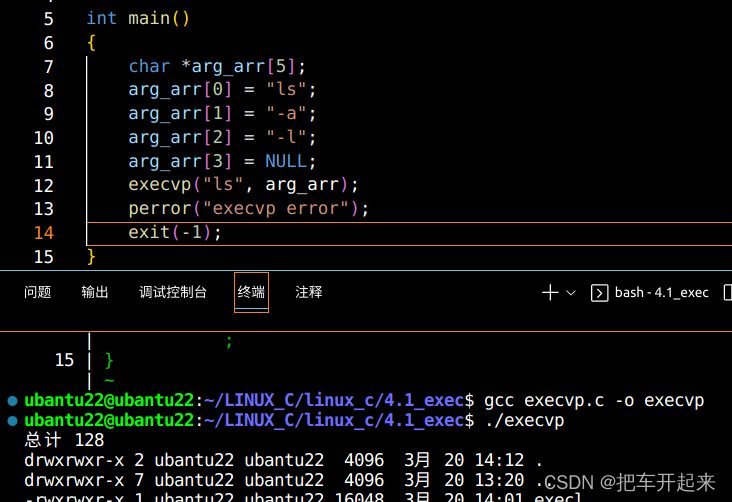 5 int main()
6 {
7 char *arg_arr[5];
8 arg_arr[0] = "ls";
9 arg_arr[1] = "-a";
10 arg_arr[2] = "-l";
11 arg_arr[3] = NULL;
12 execvp("ls", arg_arr);
13 perror("execvp error");
14 exit(-1);
15 }
问题 输出 调试控制台 终端 注释 bash - 4.1_exec
| ;
15 | }
| ~
ubantu22@ubantu22:~/LINUX_C/linux_c/4.1_exec$ gcc execvp.c -o execvp
ubantu22@ubantu22:~/LINUX_C/linux_c/4.1_exec$ ./execvp
总计 128
drwxrwxr-x 2 ubantu22 ubantu22 4096 3月 20 14:12 .
drwxrwxr-x 7 ubantu22 ubantu22 4096 3月 20 13:20 ..
-rwxrwxr-x 1 ubantu22 ubantu22 16048 3月 20 14:01 execl
CSDN @把车开起来